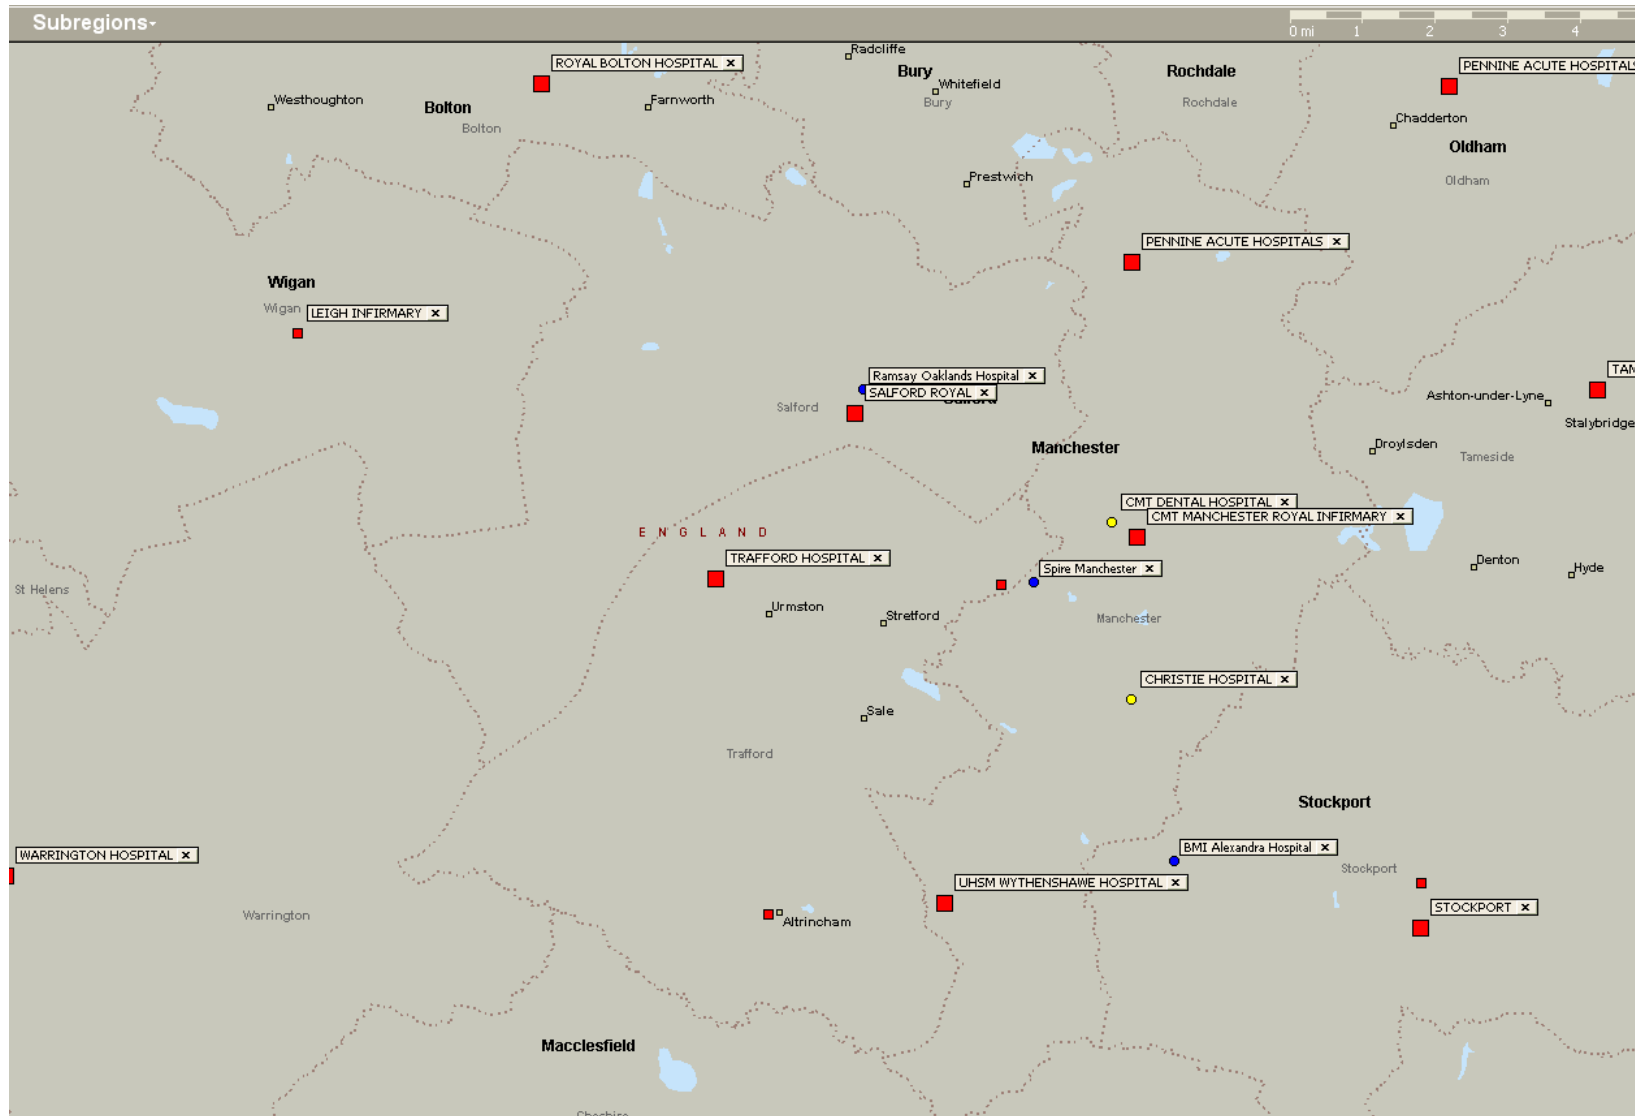 Subregions
0 mi 1 2 3 4
Radcliffe
ROYAL BOLTON HOSPITAL x
Bury
Rochdale
PENNINE ACUTE HOSPITALS
Whitefield
Westhoughton
Farnworth
Bolton
Bury
Rochdale
Chadderton
Bolton
Oldham
Prestwich
Oldham
PENNINE ACUTE HOSPITALS x
Wigan
Wigan
LEIGH INFIRMARY x
Ramsay Oaklands Hospital x
SALFORD ROYAL x
TAM
Ashton-under-Lyne
Salford
Stalybridge
Manchester
Droylsden
Tameside
CMT DENTAL HOSPITAL x
CMT MANCHESTER ROYAL INFIRMARY x
ENGLAND
TRAFFORD HOSPITAL x
Spire Manchester x
Denton
Hyde
St Helens
Urmston
Stretford
Manchester
CHRISTIE HOSPITAL x
Sale
Trafford
Stockport
WARRINGTON HOSPITAL x
BMI Alexandra Hospital x
Stockport
UHSM WYTHENSHAWE HOSPITAL x
STOCKPORT x
Warrington
Altrincham
Macclesfield